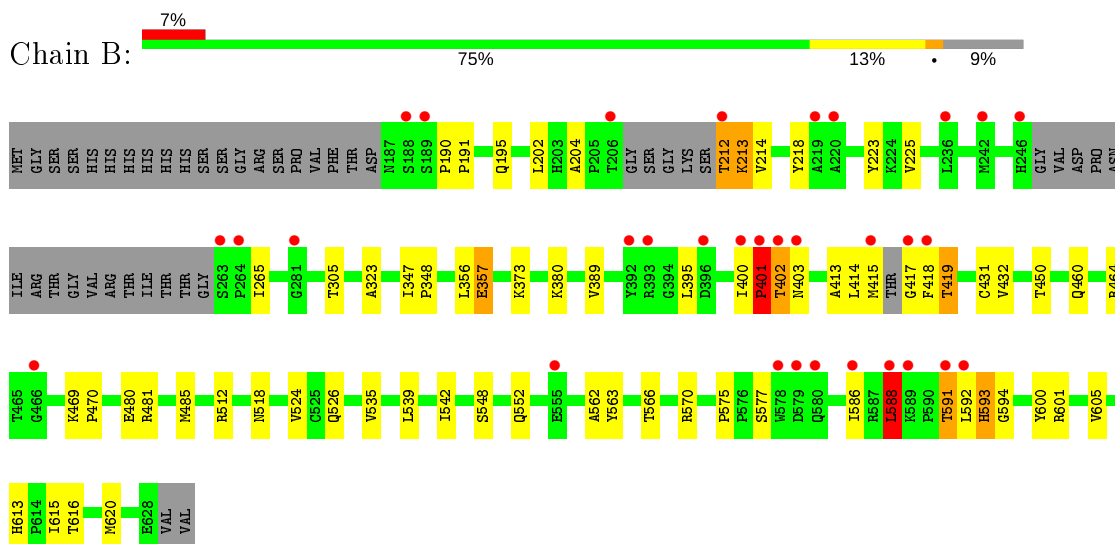 7%
Chain B:
75% 13% • 9%
MET GLY SER SER HIS HIS HIS HIS HIS HIS SER SER GLY ARG SER PRO VAL PHE THR ASP N187 S188 S189 P190 P191 Q195 L202 H203 A204 P205 T206 GLY SER GLY LYS SER T212 K213 V214 Y218 A219 A220 Y223 K224 V225 L236 M242 H246 GLY VAL ASP PRO ASN
ILE ARG THR GLY VAL ARG THR ILE THR THR GLY S263 P264 I265 G281 T305 A323 I347 P348 L356 E357 K373 K380 V389 Y392 R393 G394 L395 D396 I400 P401 T402 N403 A413 L414 M415 THR G417 F418 T419 C431 V432 T450 Q460 R464
T465 G466 K469 P470 E480 R481 M485 R512 N518 V524 C525 Q526 V535 L539 I542 S548 Q552 E555 A562 Y563 T566 R570 P575 P576 S577 W578 D579 Q580 I586 R587 L588 K589 P590 T591 L592 H593 G594 Y600 R601 V605
H613 P614 I615 T616 M620 E628 VAL VAL